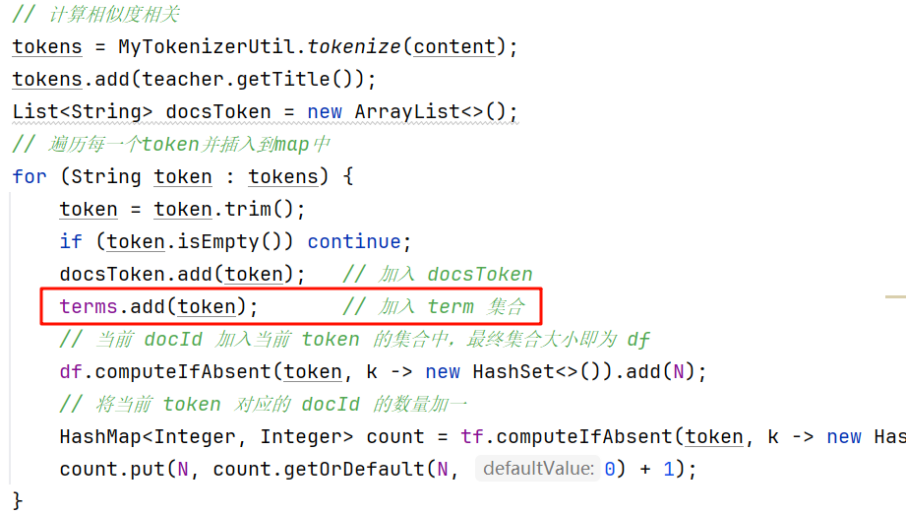 // 计算相似度相关
tokens = MyTokenizerUtil.tokenize(content);
tokens.add(teacher.getTitle());
List<String> docsToken = new ArrayList<>();
// 遍历每一个token并插入到map中
for (String token : tokens) {
token = token.trim();
if (token.isEmpty()) continue;
docsToken.add(token);   // 加入 docsToken
terms.add(token);       // 加入 term 集合
// 当前 docId 加入当前 token 的集合中，最终集合大小即为 df
df.computeIfAbsent(token, k -> new HashSet<>()).add(N);
// 将当前 token 对应的 docId 的数量加一
HashMap<Integer, Integer> count = tf.computeIfAbsent(token, k -> new Has
count.put(N, count.getOrDefault(N, defaultValue: 0) + 1);
}